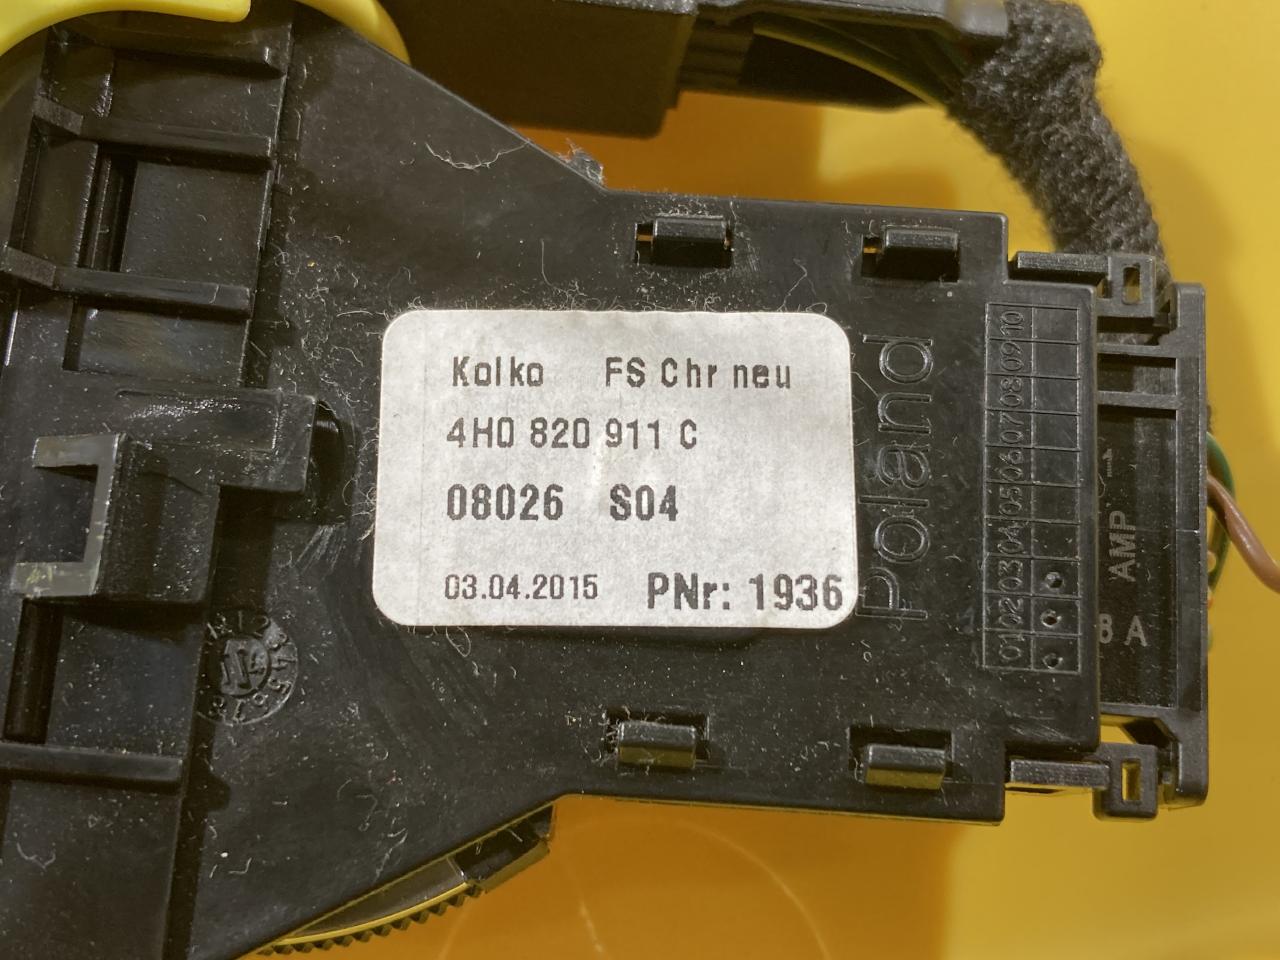 Kolko FS Chr neu
4H0 820 911 C
08026 S04
03.04.2015 PNr: 1936
Poland
01 02 03 04 05 06 07 08 09 10
AMP
8 A